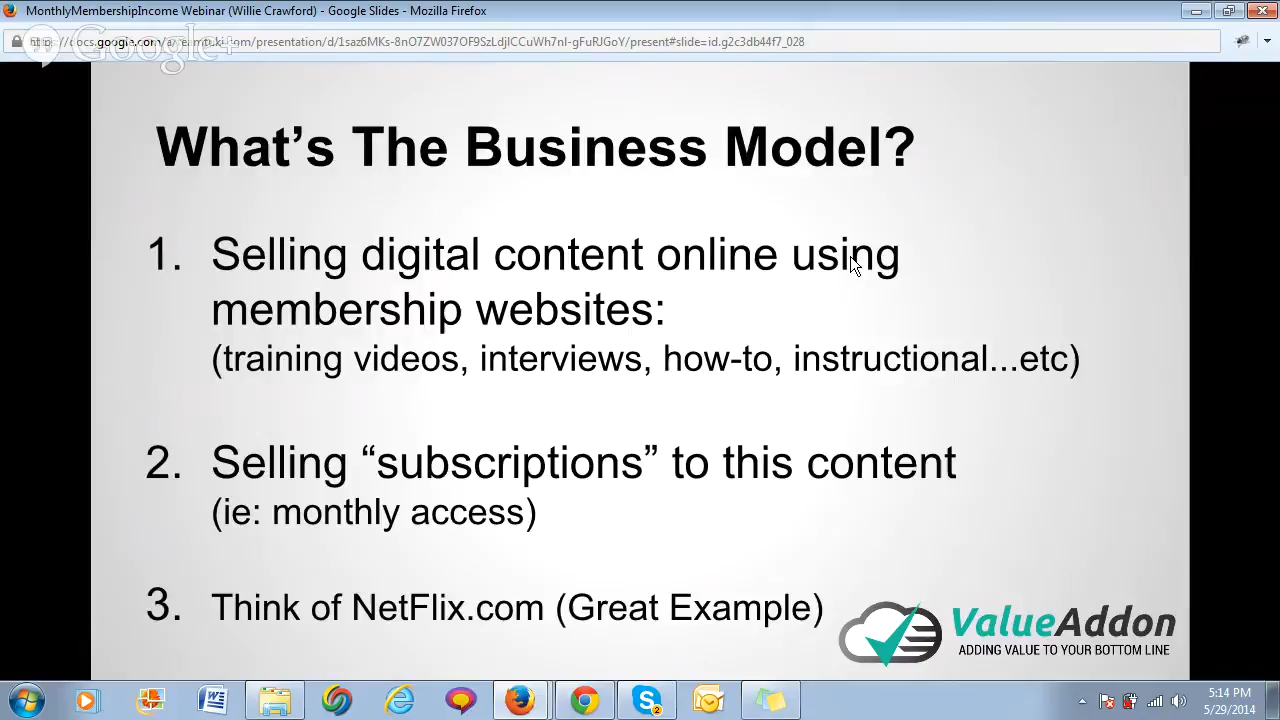 MonthlyMembershipIncome Webinar (Willie Crawford) - Google Slides - Mozilla Firefox
Google+
What's The Business Model?
1. Selling digital content online using
membership websites:
(training videos, interviews, how-to, instructional...etc)
2. Selling “subscriptions” to this content
(ie: monthly access)
3. Think of NetFlix.com (Great Example)
ValueAddon
ADDING VALUE TO YOUR BOTTOM LINE
2
5:14 PM
5/29/2014